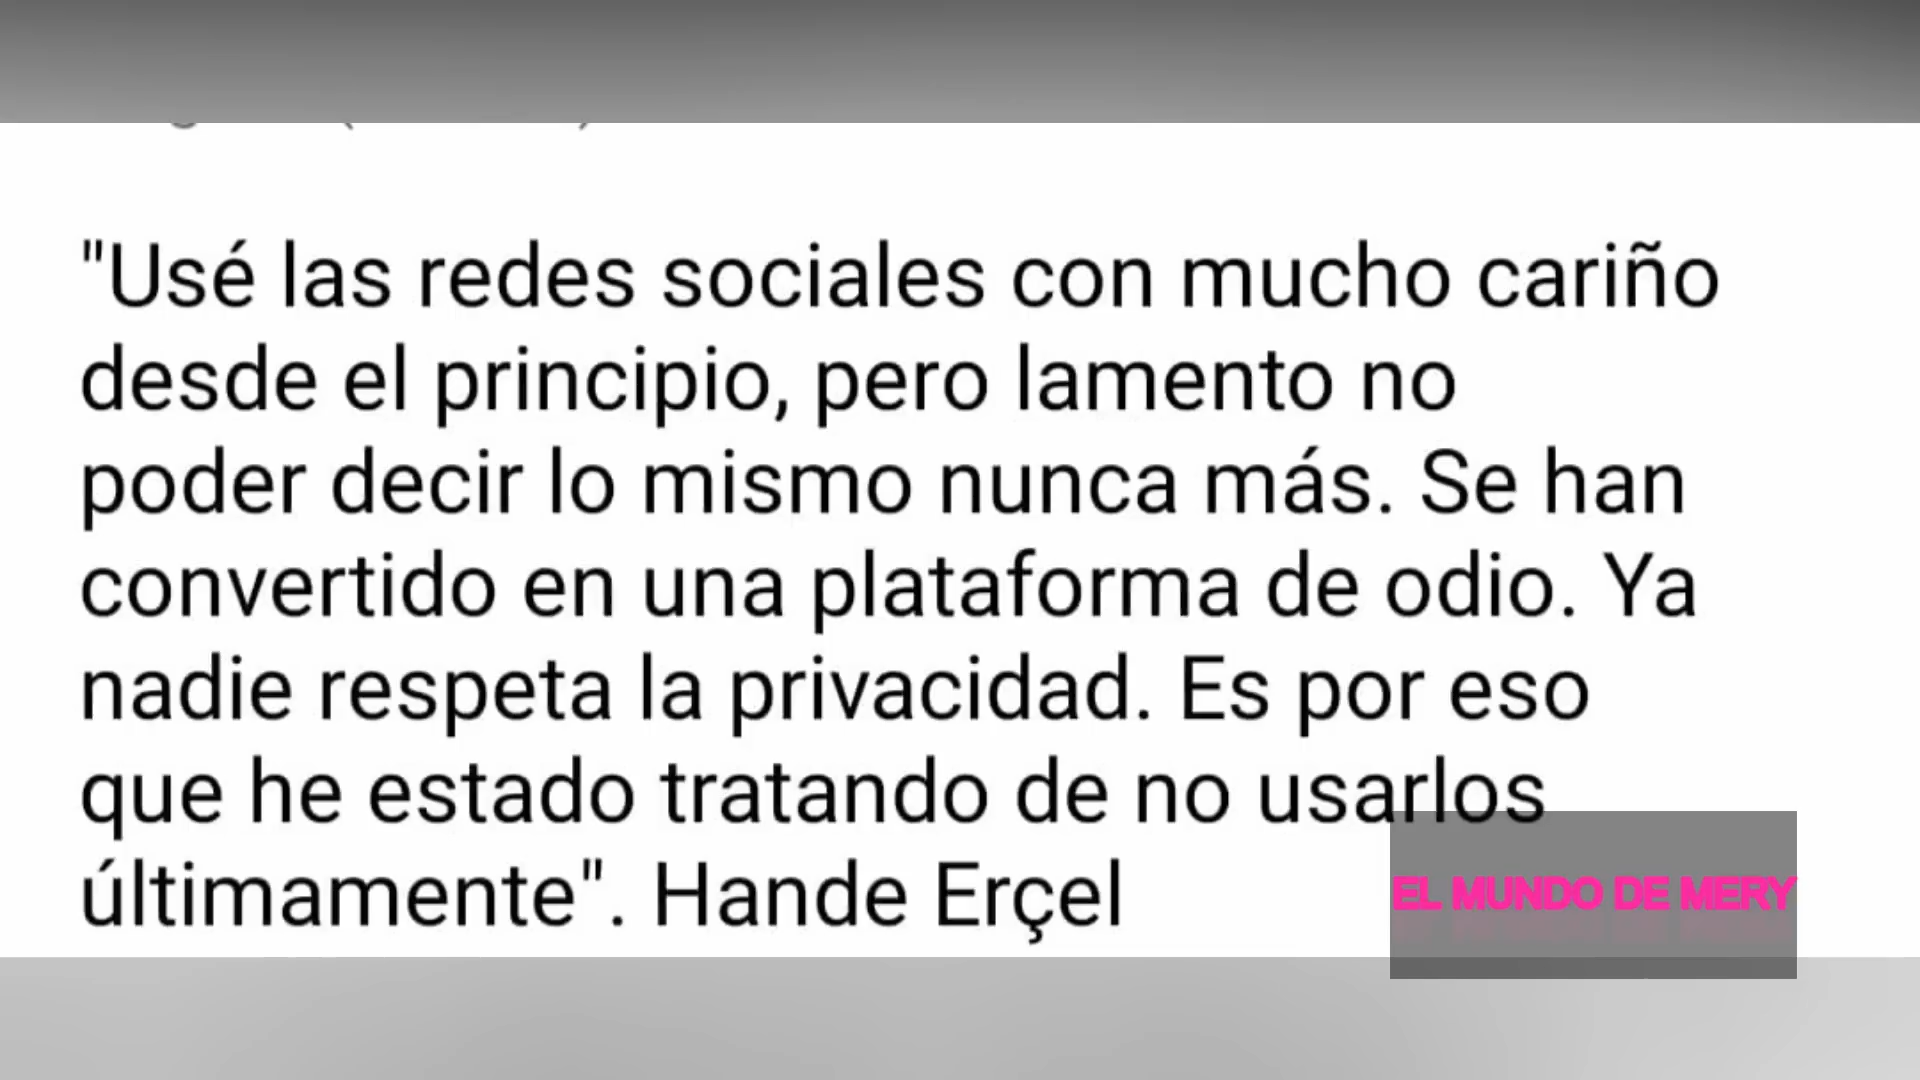 "Usé las redes sociales con mucho cariño
desde el principio, pero lamento no
poder decir lo mismo nunca más. Se han
convertido en una plataforma de odio. Ya
nadie respeta la privacidad. Es por eso
que he estado tratando de no usarlos
últimamente". Hande Erçel
EL MUNDO DE MERY